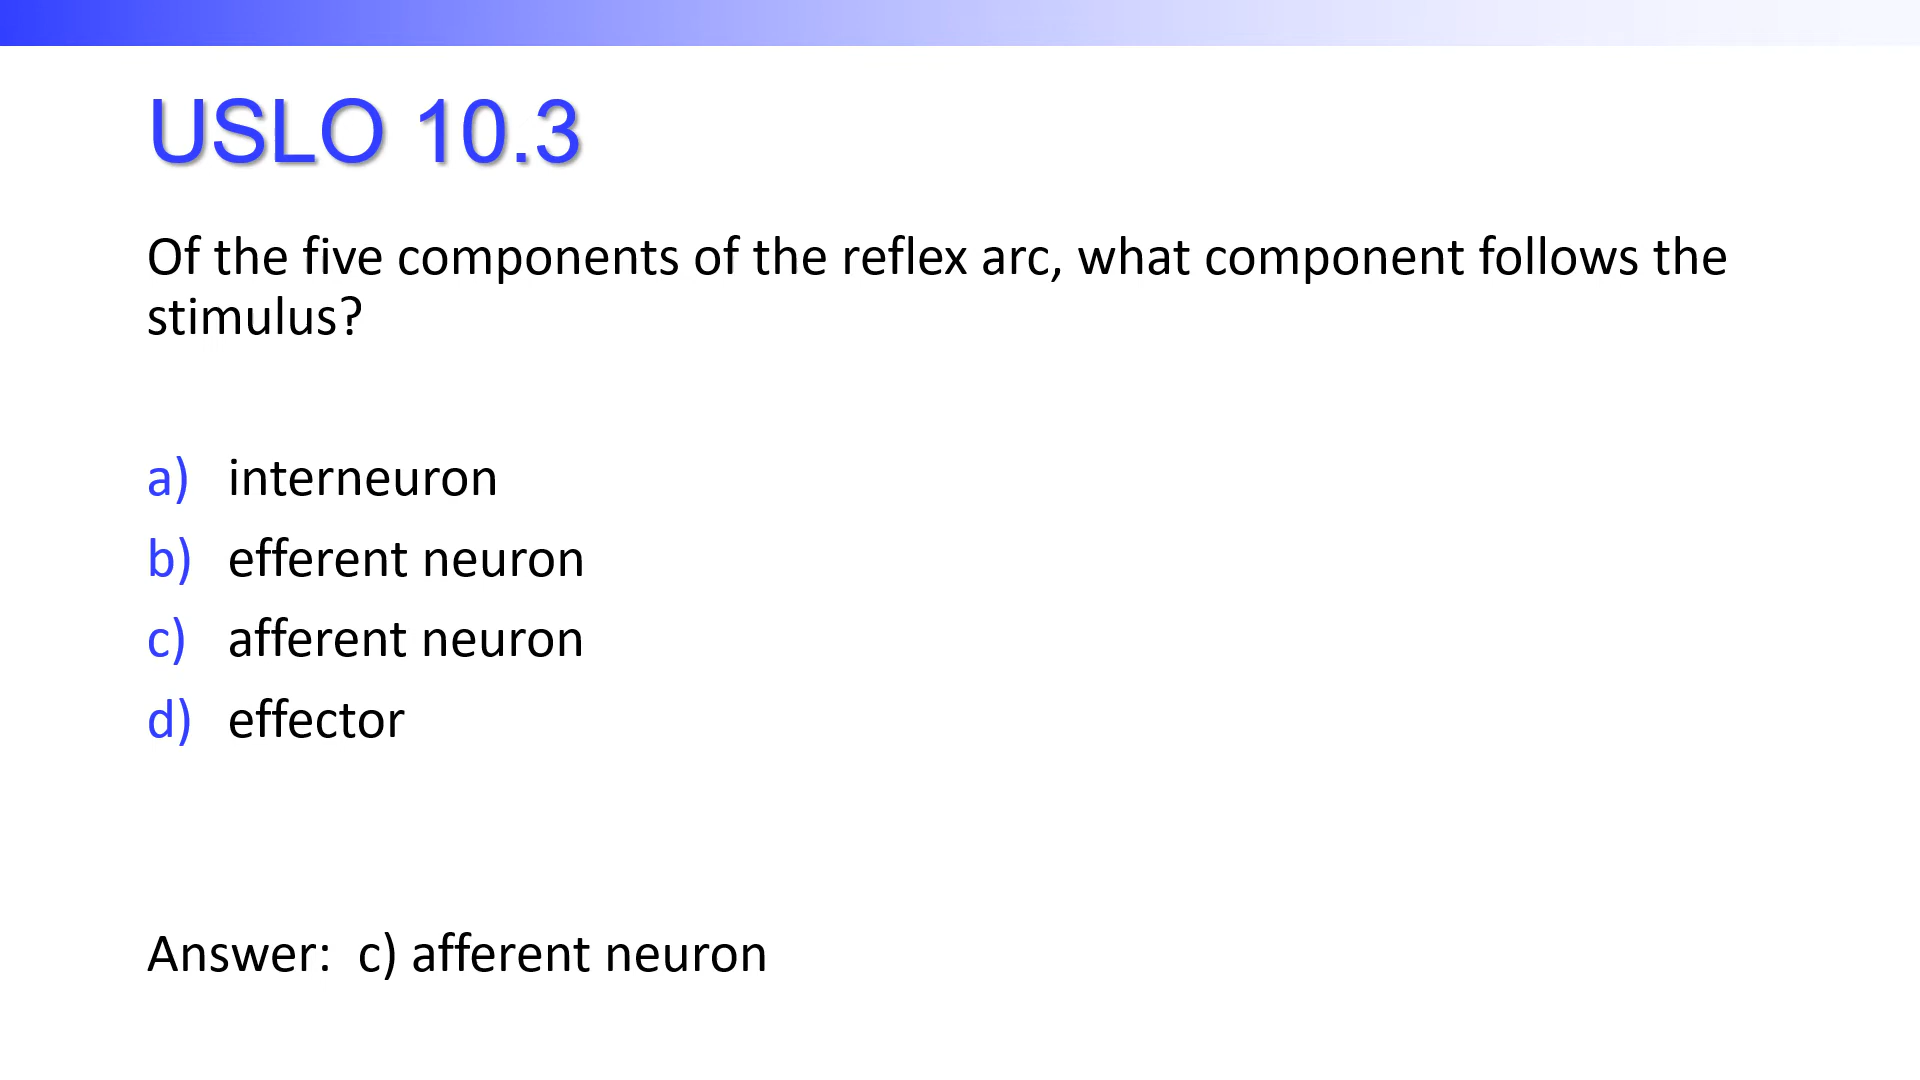 USLO 10.3
Of the five components of the reflex arc, what component follows the
stimulus?
a) interneuron
b) efferent neuron
c) afferent neuron
d) effector
Answer: c) afferent neuron